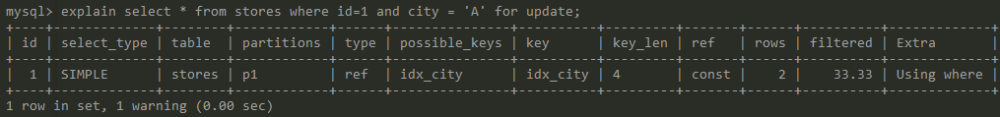 mysql> explain select * from stores where id=1 and city = 'A' for update;
+----+-------------+--------+------------+------+---------------+----------+---------+-------+------+----------+-------------+
| id | select_type | table  | partitions | type | possible_keys | key      | key_len | ref   | rows | filtered | Extra       |
+----+-------------+--------+------------+------+---------------+----------+---------+-------+------+----------+-------------+
|  1 | SIMPLE      | stores | p1         | ref  | idx_city      | idx_city | 4       | const |    2 |    33.33 | Using where |
+----+-------------+--------+------------+------+---------------+----------+---------+-------+------+----------+-------------+
1 row in set, 1 warning (0.00 sec)